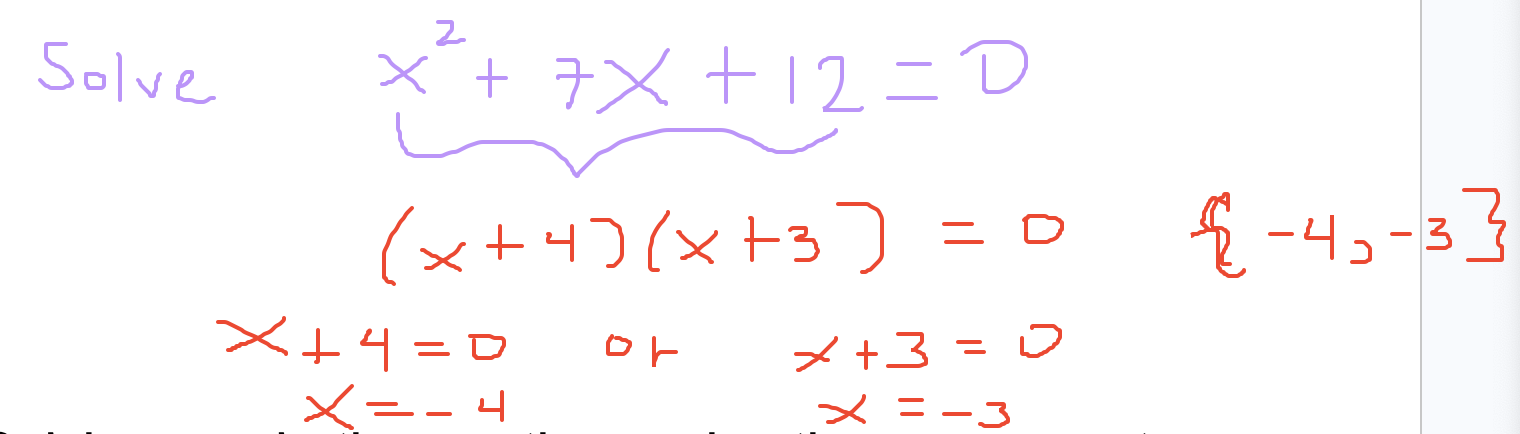 Solve x² + 7x + 12 = 0
(x + 4)(x + 3) = 0 {-4, -3}
x + 4 = 0 or x + 3 = 0
x = -4 x = -3